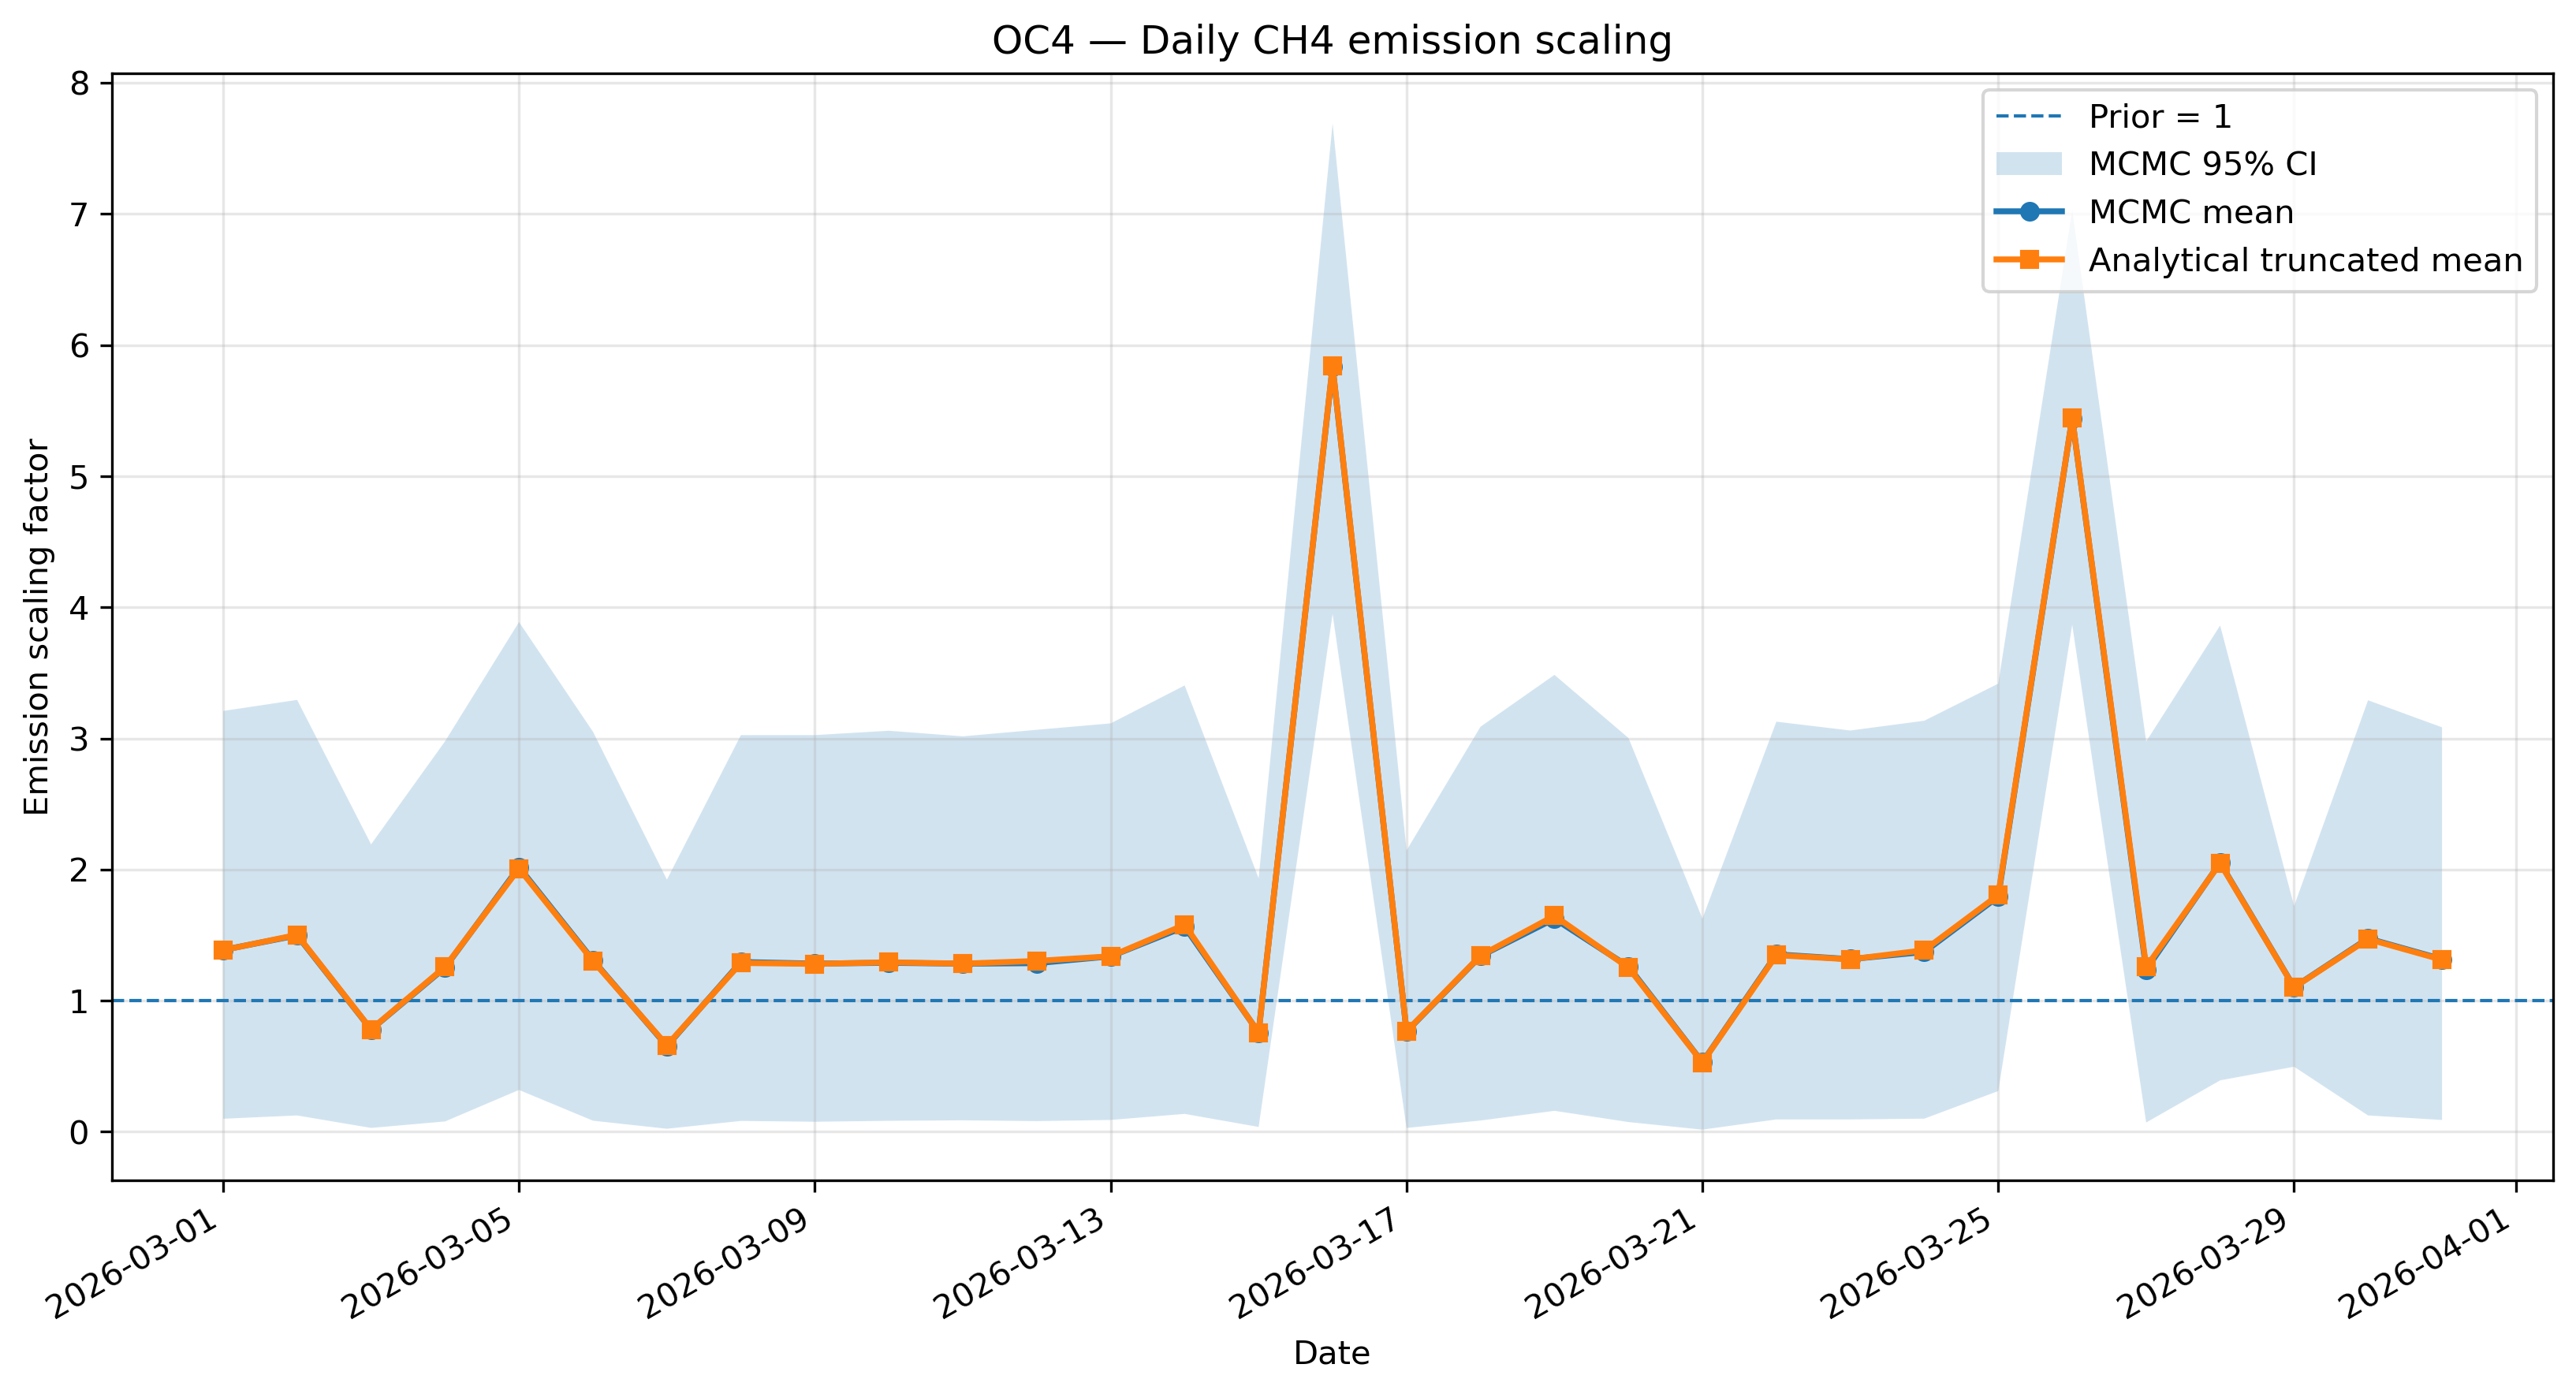 OC4 — Daily CH4 emission scaling
8
7
6
5
4
3
2
1
0
Emission scaling factor
Prior = 1
MCMC 95% CI
MCMC mean
Analytical truncated mean
2026-03-01
2026-03-05
2026-03-09
2026-03-13
2026-03-17
2026-03-21
2026-03-25
2026-03-29
2026-04-01
Date